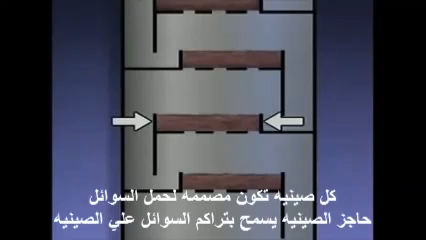 كل صينيه تكون مصممه لحمل السوائل
حاجز الصينيه يسمح بتراكم السوائل علي الصينيه